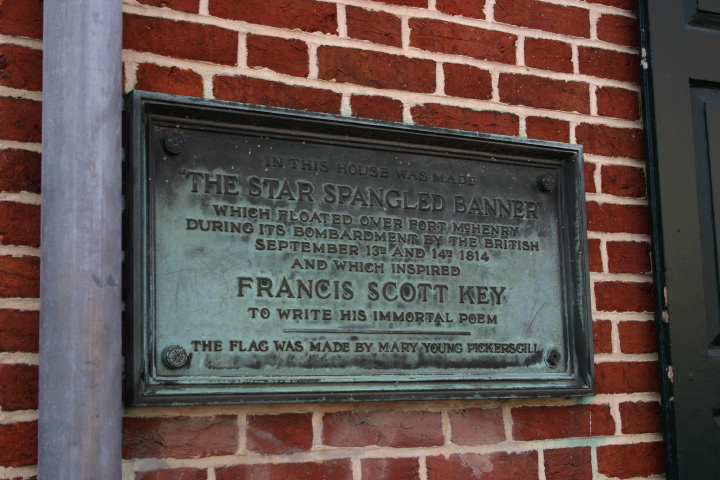 IN THIS HOUSE WAS MADE
"THE STAR SPANGLED BANNER"
WHICH FLOATED OVER FORT McHENRY
DURING ITS BOMBARDMENT BY THE BRITISH
SEPTEMBER 13TH AND 14TH 1814
AND WHICH INSPIRED
FRANCIS SCOTT KEY
TO WRITE HIS IMMORTAL POEM
THE FLAG WAS MADE BY MARY YOUNG PICKERSGILL